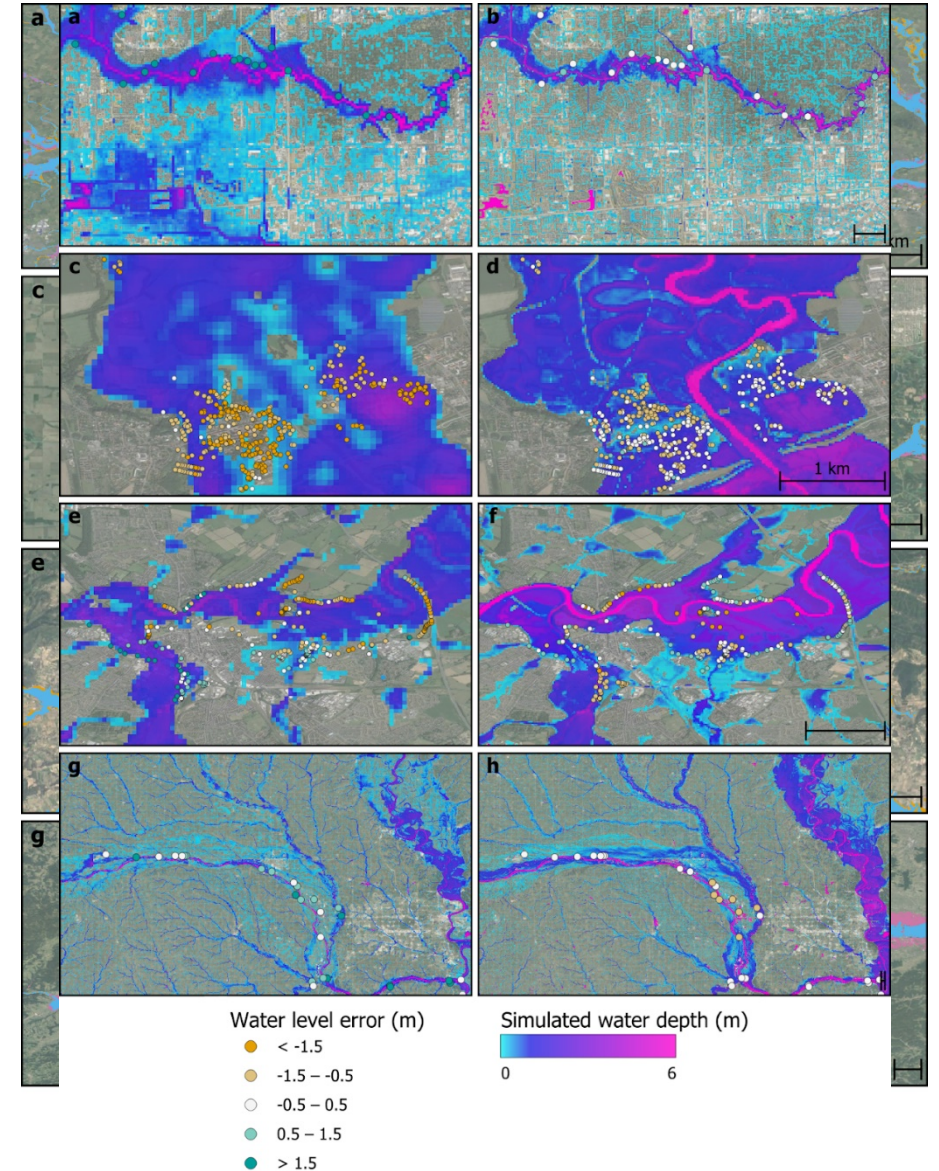 a a b
km
c c d
1 km
e e f
g g h
Water level error (m)
< -1.5
-1.5 – -0.5
-0.5 – 0.5
0.5 – 1.5
> 1.5
Simulated water depth (m)
0 6